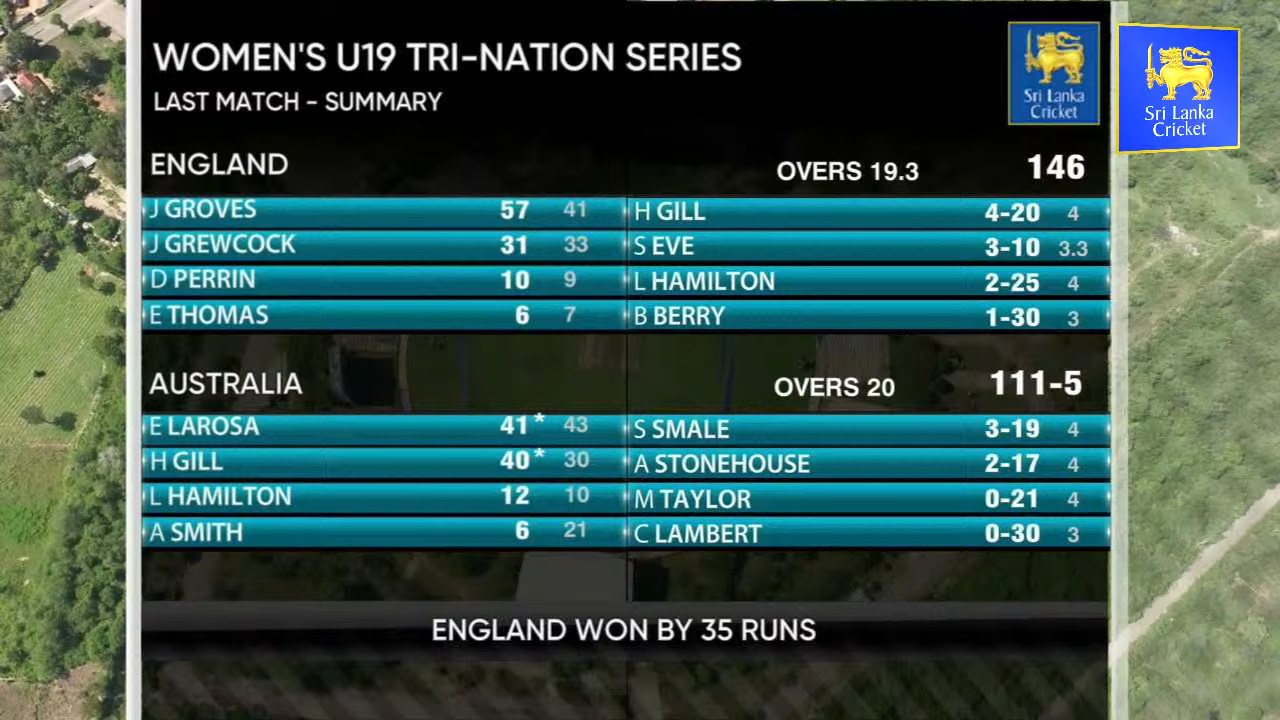 WOMEN'S U19 TRI-NATION SERIES
LAST MATCH - SUMMARY
Sri Lanka
Cricket
Sri Lanka
Cricket
ENGLAND OVERS 19.3 146
J GROVES 57 41 H GILL 4-20 4
J GREWCOCK 31 33 S EVE 3-10 3.3
D PERRIN 10 9 L HAMILTON 2-25 4
E THOMAS 6 7 B BERRY 1-30 3
AUSTRALIA OVERS 20 111-5
E LAROSA 41* 43 S SMALE 3-19 4
H GILL 40* 30 A STONEHOUSE 2-17 4
L HAMILTON 12 10 M TAYLOR 0-21 4
A SMITH 6 21 C LAMBERT 0-30 3
ENGLAND WON BY 35 RUNS